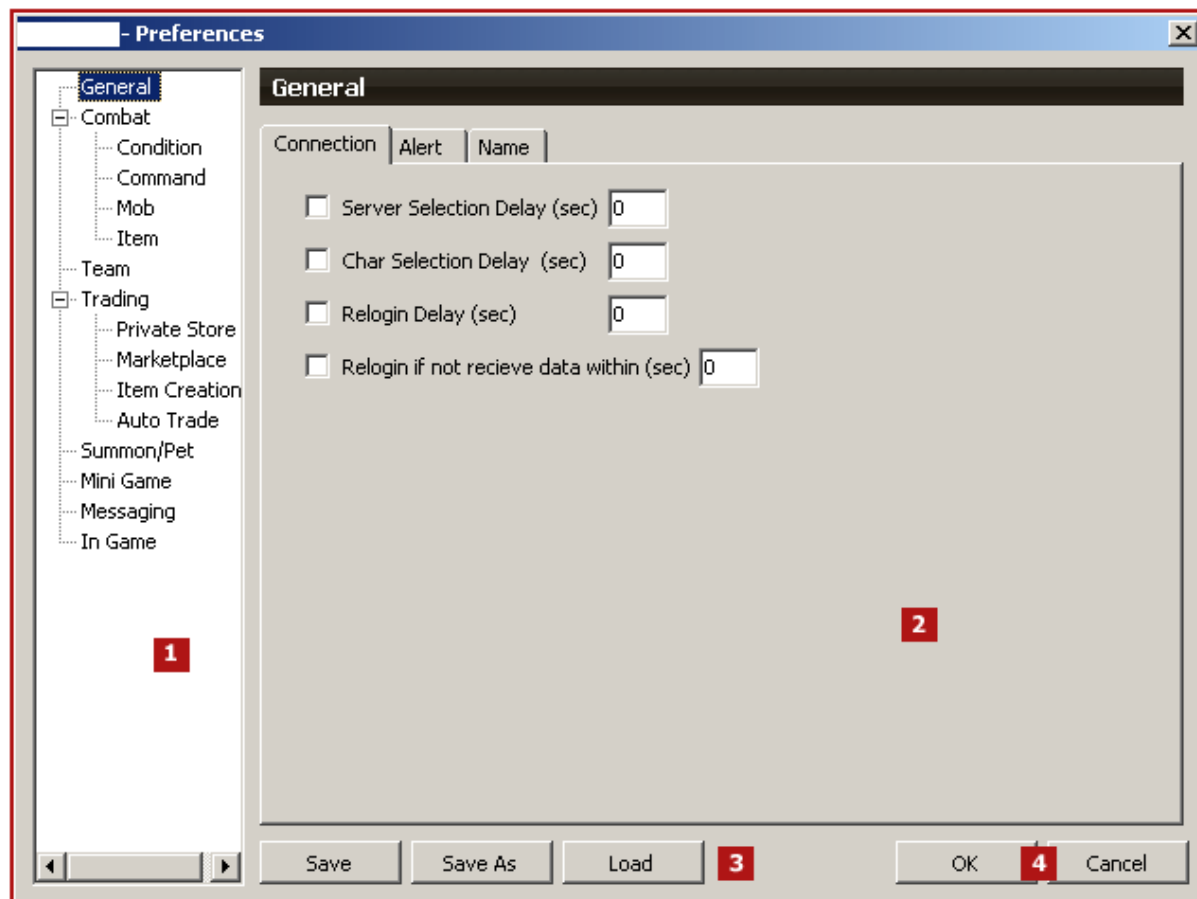 - Preferences
General
Combat
Condition
Command
Mob
Item
Team
Trading
Private Store
Marketplace
Item Creation
Auto Trade
Summon/Pet
Mini Game
Messaging
In Game
1
General
Connection Alert Name
Server Selection Delay (sec) 0
Char Selection Delay (sec) 0
Relogin Delay (sec) 0
Relogin if not recieve data within (sec) 0
2
Save Save As Load 3 OK 4 Cancel